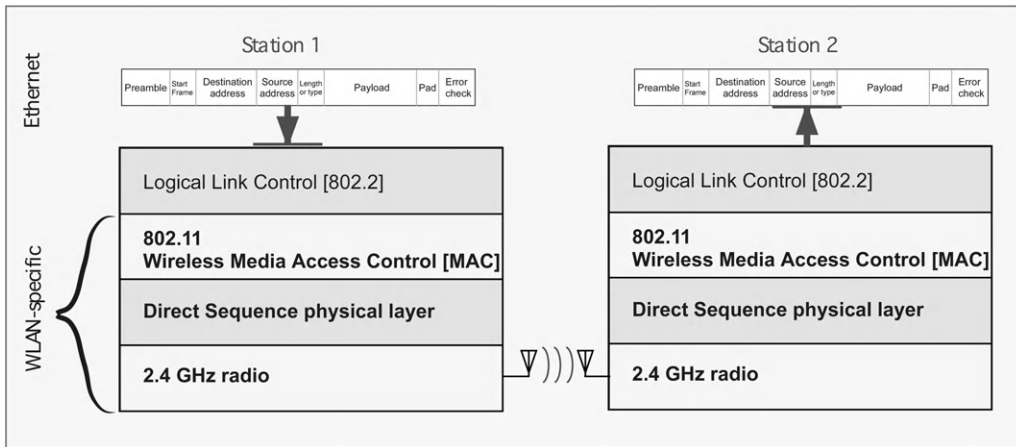 Station 1
Station 2
Ethernet
Preamble
Start
Frame
Destination
address
Source
address
Length
or type
Payload
Pad
Error
check
Preamble
Start
Frame
Destination
address
Source
address
Length
or type
Payload
Pad
Error
check
WLAN-specific
Logical Link Control [802.2]
802.11
Wireless Media Access Control [MAC]
Direct Sequence physical layer
2.4 GHz radio
Logical Link Control [802.2]
802.11
Wireless Media Access Control [MAC]
Direct Sequence physical layer
2.4 GHz radio